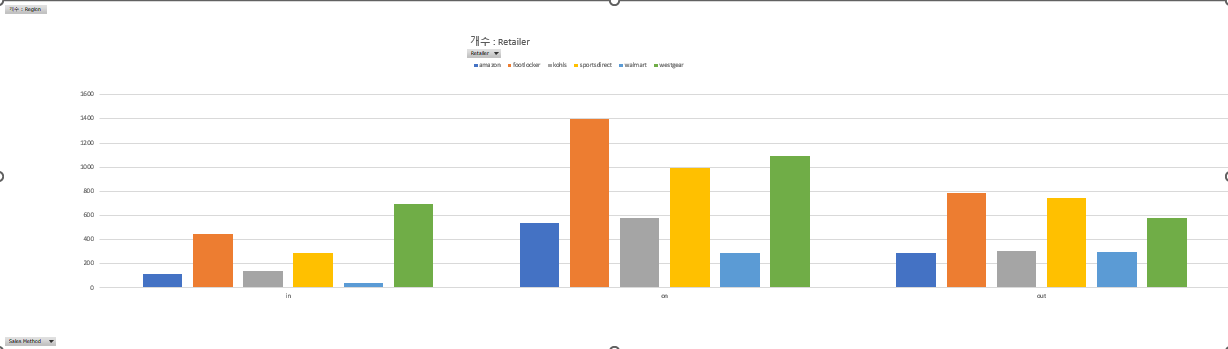 개수 : Region
개수 : Retailer
Retailer
amazon footlocker kohls sportsdirect walmart westgear
1600
1400
1200
1000
800
600
400
200
0
in on out
Sales Method